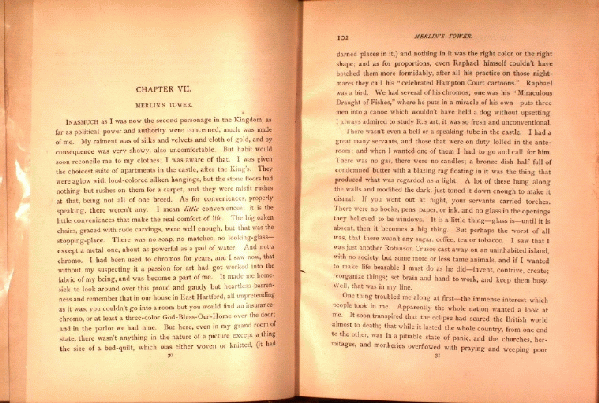 CHAPTER VII.
MERLIN'S TOWER.
INASMUCH as I was now the second personage in the Kingdom as
far as political power and authority were concerned, much was made
of me. My raiment was of silks and velvets and cloth of gold, and by
consequence was very showy, also uncomfortable. But habit would
soon reconcile me to my clothes; I was aware of that. I was given
the choicest suite of apartments in the castle, after the king's. They
were aglow with loud-colored silken hangings, but the stone floors had
nothing but rushes on them for a carpet, and they were misfit rushes
at that, being not all of one breed. As for conveniences, properly
speaking, there weren't any. I mean little conveniences; it is the
little conveniences that make the real comfort of life. The big oaken
chairs, graced with rude carvings, were well enough, but that was the
stopping-place. There was no soap, no matches, no looking-glass—
except a metal one, about as powerful as a pail of water. And not a
chromo. I had been used to chromos for years, and I saw now that
without my suspecting it a passion for art had got worked into the
fabric of my being, and was become a part of me. It made me home-
sick to look around over this proud and gaudy but heartless barren-
ness and remember that in our house in East Hartford, all unpretending
as it was, you couldn't go into a room but you would find an insurance-
chromo, or at least a three-color God-Bless-Our-Home over the door;
and in the parlor we had nine. But here, even in my grand room of
state, there wasn't anything in the nature of a picture except a thing
the size of a bed-quilt, which was either woven or knitted, (it had
102
MERLIN'S TOWER.
darned places in it,) and nothing in it was the right color or the right
shape; and as for proportions, even Raphael himself couldn't have
botched them more formidably, after all his practice on those night-
mares they call his "celebrated Hampton Court cartoons." Raphael
was a bird. We had several of his chromos; one was his "Miraculous
Draught of Fishes," where he puts in a miracle of his own—puts three
men into a canoe which wouldn't have held a dog without upsetting.
I always admired to study R.'s art, it was so fresh and unconventional.
There wasn't even a bell or a speaking-tube in the castle. I had a
great many servants, and those that were on duty lolled in the ante-
room; and when I wanted one of them I had to go and call for him.
There was no gas, there were no candles; a bronze dish half full of
boarding-house butter with a blazing rag floating in it was the thing that
produced what was regarded as light. A lot of these hung along
the walls and modified the dark, just toned it down enough to make it
dismal. If you went out at night, your servants carried torches.
There were no books, pens, paper, or ink, and no glass in the openings
they believed to be windows. It is a little thing—glass is—until it is
absent, then it becomes a big thing. But perhaps the worst of all
was, that there wasn't any sugar, coffee, tea or tobacco. I saw that I
was just another Robinson Crusoe cast away on an uninhabited island,
with no society but some more or less tame animals, and if I wanted
to make life bearable I must do as he did—invent, contrive, create;
reorganize things; set brain and hand to work, and keep them busy.
Well, that was in my line.
One thing troubled me along at first—the immense interest which
people took in me. Apparently the whole nation wanted a look at
me. It soon transpired that the eclipse had scared the British world
almost to death; that while it lasted the whole country, from one end
to the other, was in a pitiable state of panic, and the churches, her-
mitages, and monkeries overflowed with praying and weeping poor